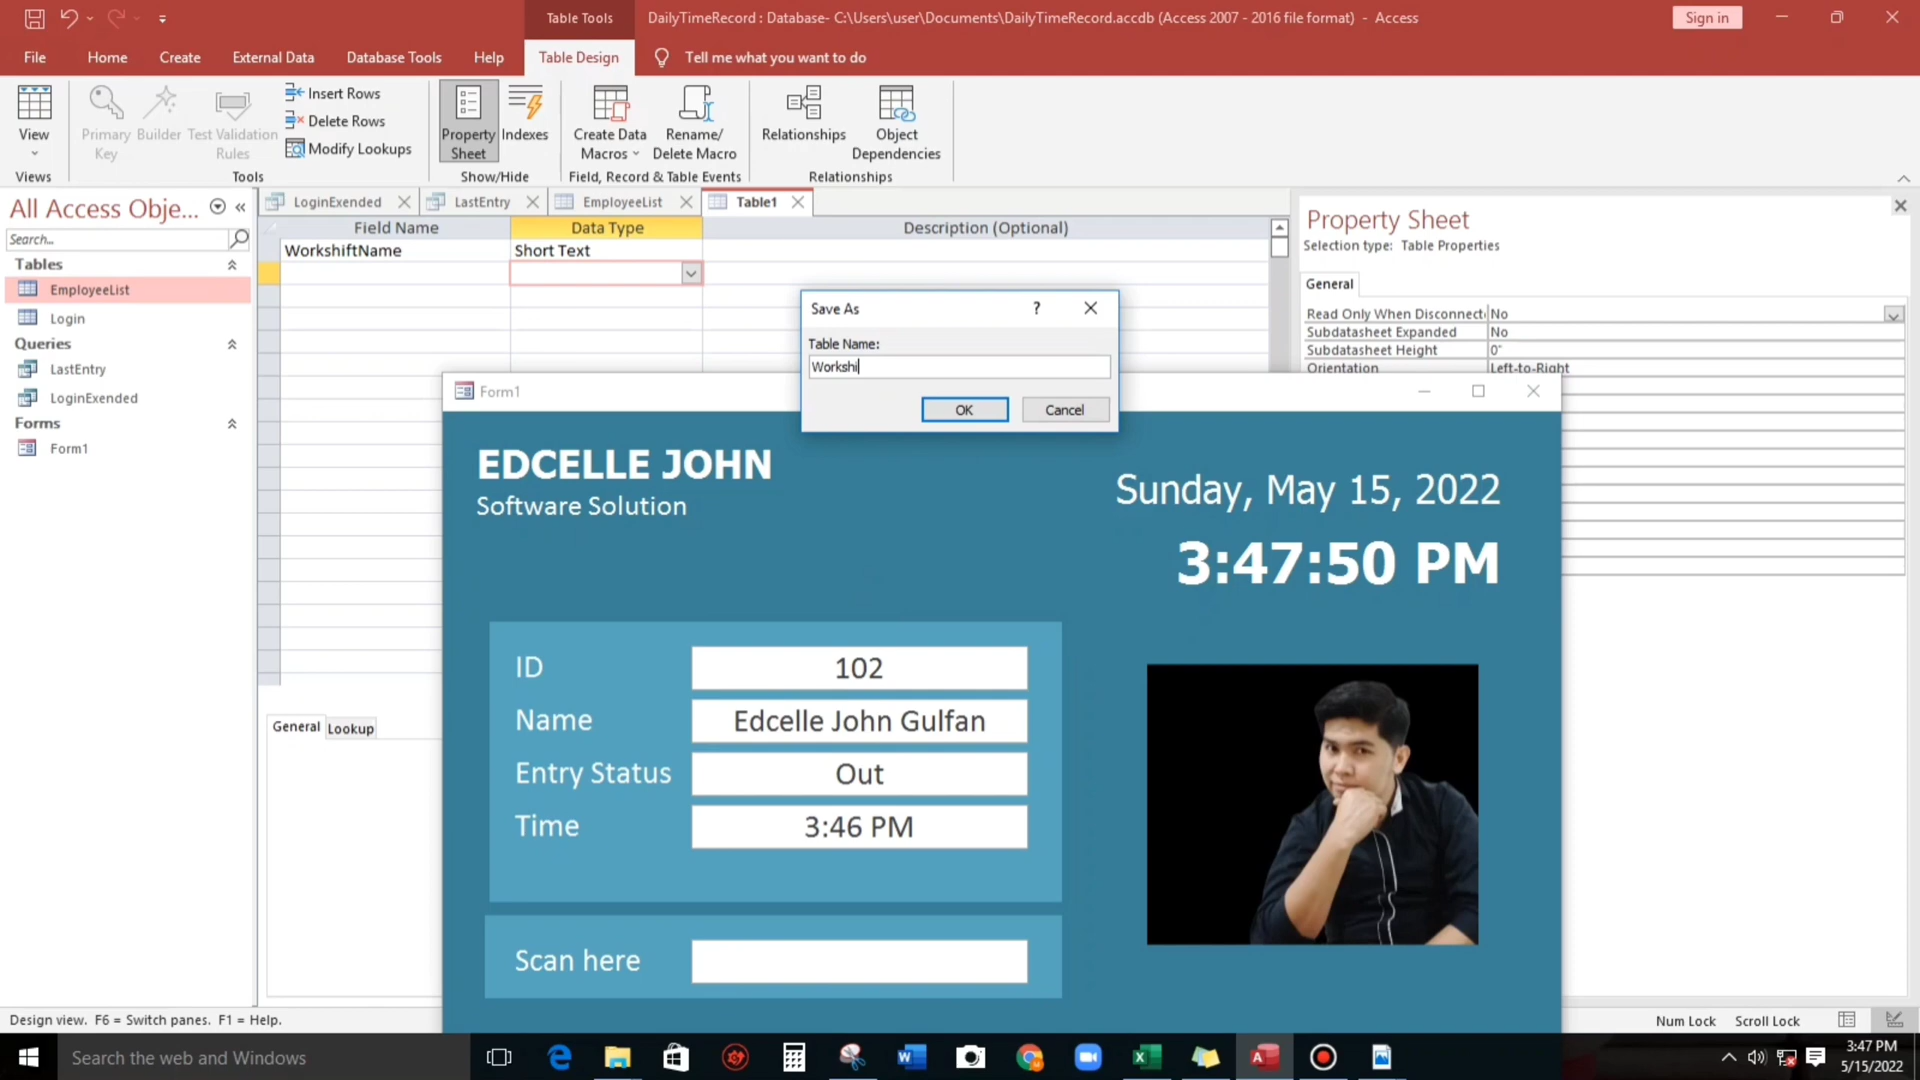 Table Tools
DailyTimeRecord : Database- C:\Users\user\Documents\DailyTimeRecord.accdb (Access 2007 - 2016 file format) - Access
Sign in
File Home Create External Data Database Tools Help Table Design Tell me what you want to do
View
Views
Primary Key
Builder
Test Validation Rules
Insert Rows
Delete Rows
Modify Lookups
Tools
Property Sheet
Indexes
Show/Hide
Create Data Macros
Rename/ Delete Macro
Field, Record & Table Events
Relationships
Object Dependencies
Relationships
All Access Obje...
Search...
Tables
EmployeeList
Login
Queries
LastEntry
LoginExended
Forms
Form1
LoginExended LastEntry EmployeeList Table1
Field Name Data Type Description (Optional)
WorkshiftName Short Text
General Lookup
Save As ?
Table Name:
Workshi
OK Cancel
Property Sheet
Selection type: Table Properties
General
Read Only When Disconnect No
Subdatasheet Expanded No
Subdatasheet Height 0"
Orientation Left-to-Right
Form1
EDCELLE JOHN
Software Solution
Sunday, May 15, 2022
3:47:50 PM
ID 102
Name Edcelle John Gulfan
Entry Status Out
Time 3:46 PM
Scan here
Design view. F6 = Switch panes. F1 = Help.
Num Lock Scroll Lock
Search the web and Windows
3:47 PM
5/15/2022